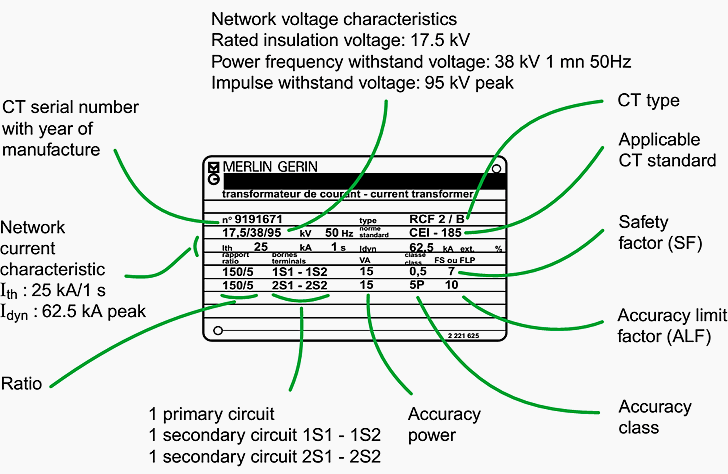 Network voltage characteristics
Rated insulation voltage: 17.5 kV
Power frequency withstand voltage: 38 kV 1 mn 50Hz
Impulse withstand voltage: 95 kV peak
CT serial number
with year of
manufacture
CT type
Applicable
CT standard
MERLIN GERIN
transformateur de courant - current transformer
n° 9191671 type RCF 2 / B
17,5/38/95 kV 50 Hz norme standard CEI - 185
Ith 25 kA 1 s Idyn 62,5 kA ext. %
rapport ratio bornes terminals VA classe class FS ou FLP
150/5 1S1 - 1S2 15 0,5 7
150/5 2S1 - 2S2 15 5P 10
2 221 625
Network
current
characteristic
Ith : 25 kA/1 s
Idyn : 62.5 kA peak
Safety
factor (SF)
Accuracy limit
factor (ALF)
Ratio
1 primary circuit
1 secondary circuit 1S1 - 1S2
1 secondary circuit 2S1 - 2S2
Accuracy
power
Accuracy
class